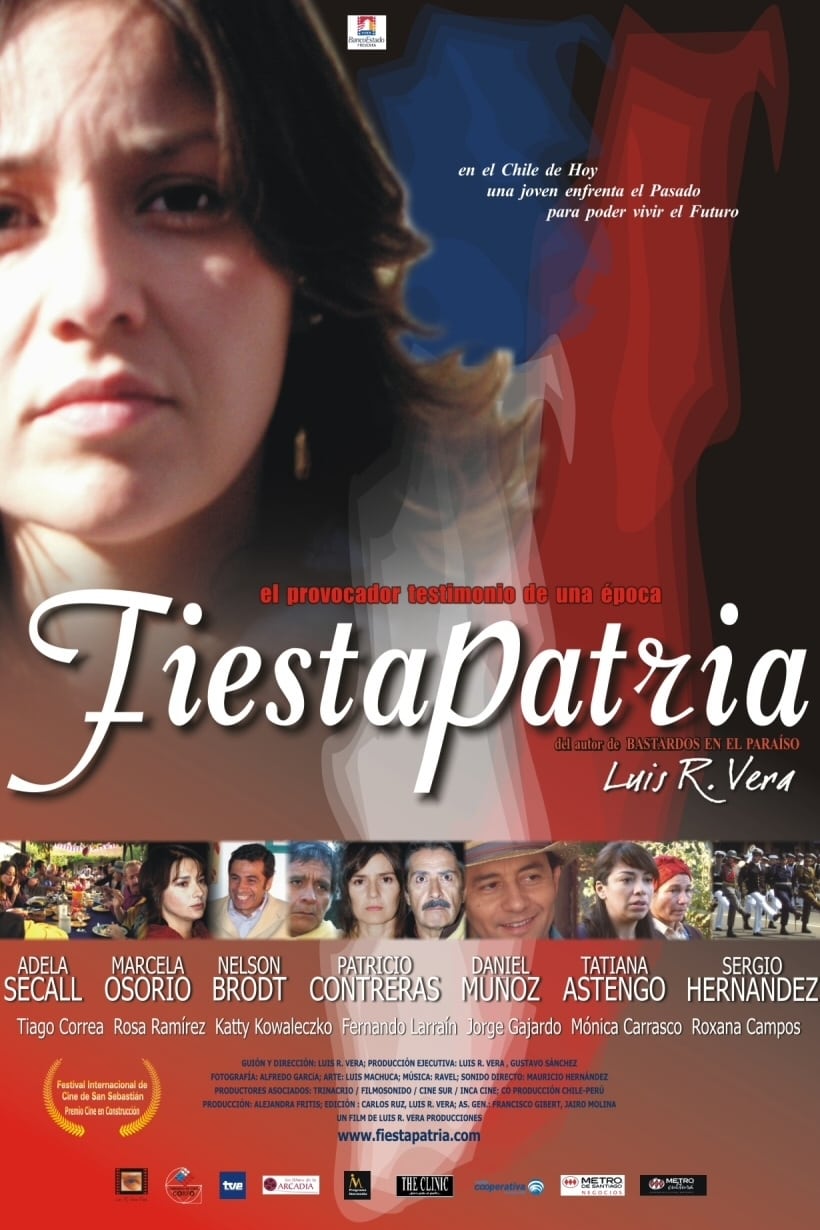 BancoEstado
PRESENTA
en el Chile de Hoy
una joven enfrenta el Pasado
para poder vivir el Futuro
el provocador testimonio de una época
Fiestapatria
del autor de BASTARDOS EN EL PARAÍSO
Luis R. Vera
ADELA SECALL
MARCELA OSORIO
NELSON BRODT
PATRICIO CONTRERAS
DANIEL MUÑOZ
TATIANA ASTENGO
SERGIO HERNANDEZ
Tiago Correa Rosa Ramírez Katty Kowaleczko Fernando Larraín Jorge Gajardo Mónica Carrasco Roxana Campos
GUIÓN Y DIRECCIÓN: LUIS R. VERA; PRODUCCIÓN EJECUTIVA: LUIS R. VERA , GUSTAVO SÁNCHEZ
FOTOGRAFÍA: ALFREDO GARCÍA; ARTE: LUIS MACHUCA; MÚSICA: RAVEL; SONIDO DIRECTO: MAURICIO HERNÁNDEZ
PRODUCTORES ASOCIADOS: TRINACRIO / FILMOSONIDO / CINE SUR / INCA CINE; CO PRODUCCIÓN CHILE-PERÚ
PRODUCCIÓN: ALEJANDRA FRITIS; EDICIÓN : CARLOS RUZ, LUIS R. VERA; AS. GEN.: FRANCISCO GIBERT, JAIRO MOLINA
UN FILM DE LUIS R. VERA PRODUCCIONES
www.fiestapatria.com
Festival Internacional de
Cine de San Sebastián
Premio Cine en Construcción
tve
ARCADIA
THE CLINIC
cooperativa
METRO
DE SANTIAGO
NEGOCIOS
METRO
cultura